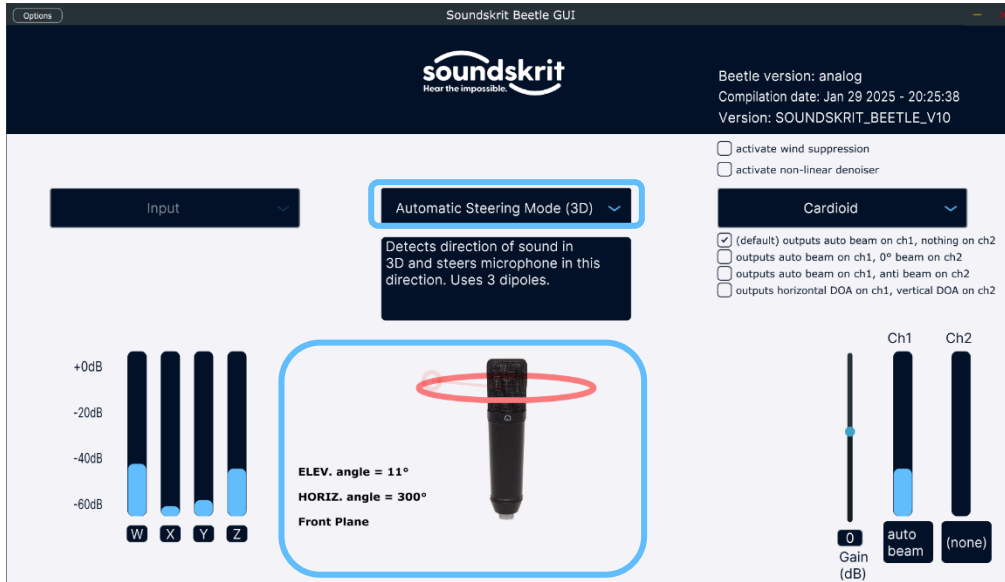 Options
Soundskrit Beetle GUI
soundskrit
Hear the impossible.
Beetle version: analog
Compilation date: Jan 29 2025 - 20:25:38
Version: SOUNDSKRIT_BEETLE_V10
activate wind suppression
activate non-linear denoiser
Input
Automatic Steering Mode (3D)
Cardioid
Detects direction of sound in
3D and steers microphone in this
direction. Uses 3 dipoles.
(default) outputs auto beam on ch1, nothing on ch2
outputs auto beam on ch1, 0° beam on ch2
outputs auto beam on ch1, anti beam on ch2
outputs horizontal DOA on ch1, vertical DOA on ch2
+0dB
-20dB
-40dB
-60dB
W X Y Z
ELEV. angle = 11°
HORIZ. angle = 300°
Front Plane
Ch1 Ch2
0
Gain
(dB)
auto
beam
(none)